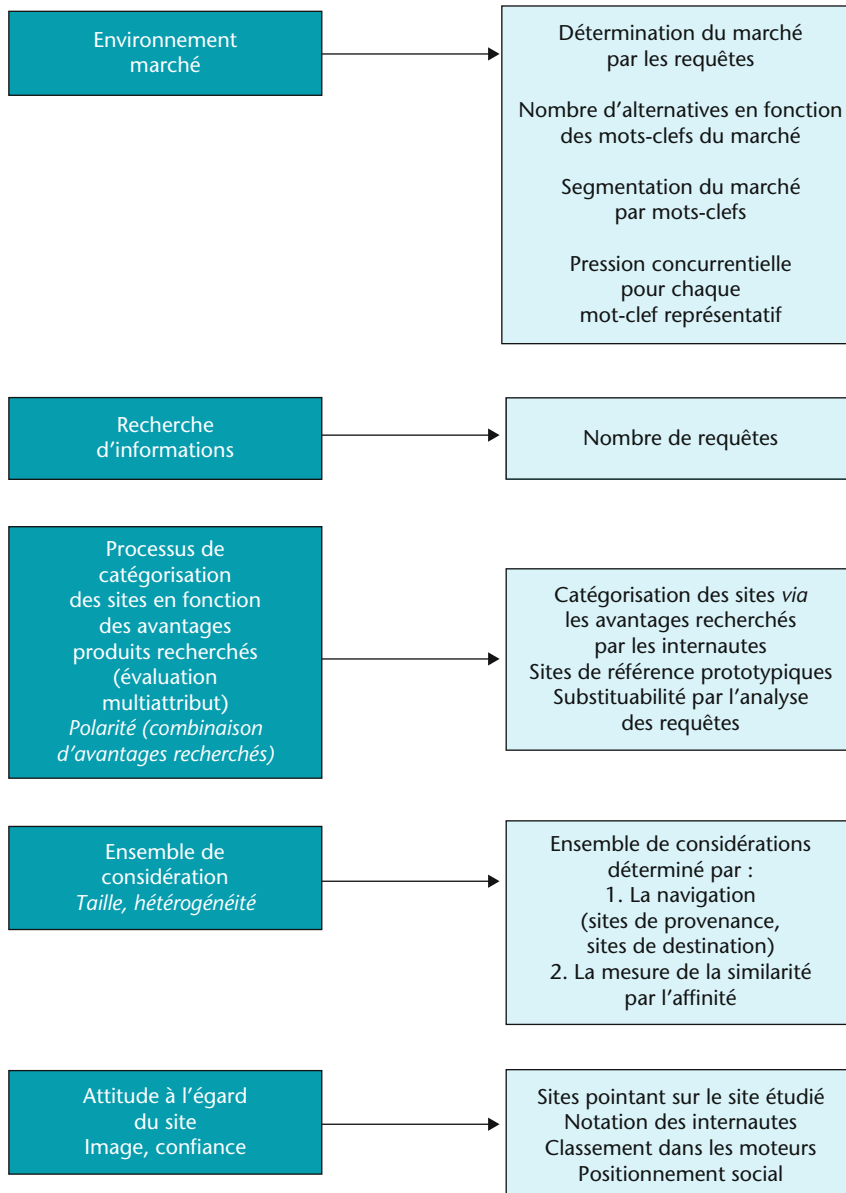 Environnement
marché
Détermination du marché
par les requêtes
Nombre d'alternatives en fonction
des mots-clefs du marché
Segmentation du marché
par mots-clefs
Pression concurrentielle
pour chaque
mot-clef représentatif
Recherche
d'informations
Nombre de requêtes
Processus de
catégorisation
des sites en fonction
des avantages
produits recherchés
(évaluation
multiattribut)
Polarité (combinaison
d'avantages recherchés)
Catégorisation des sites via
les avantages recherchés
par les internautes
Sites de référence prototypiques
Substituabilité par l'analyse
des requêtes
Ensemble de
considération
Taille, hétérogénéité
Ensemble de considérations
déterminé par :
1. La navigation
(sites de provenance,
sites de destination)
2. La mesure de la similarité
par l'affinité
Attitude à l'égard
du site
Image, confiance
Sites pointant sur le site étudié
Notation des internautes
Classement dans les moteurs
Positionnement social